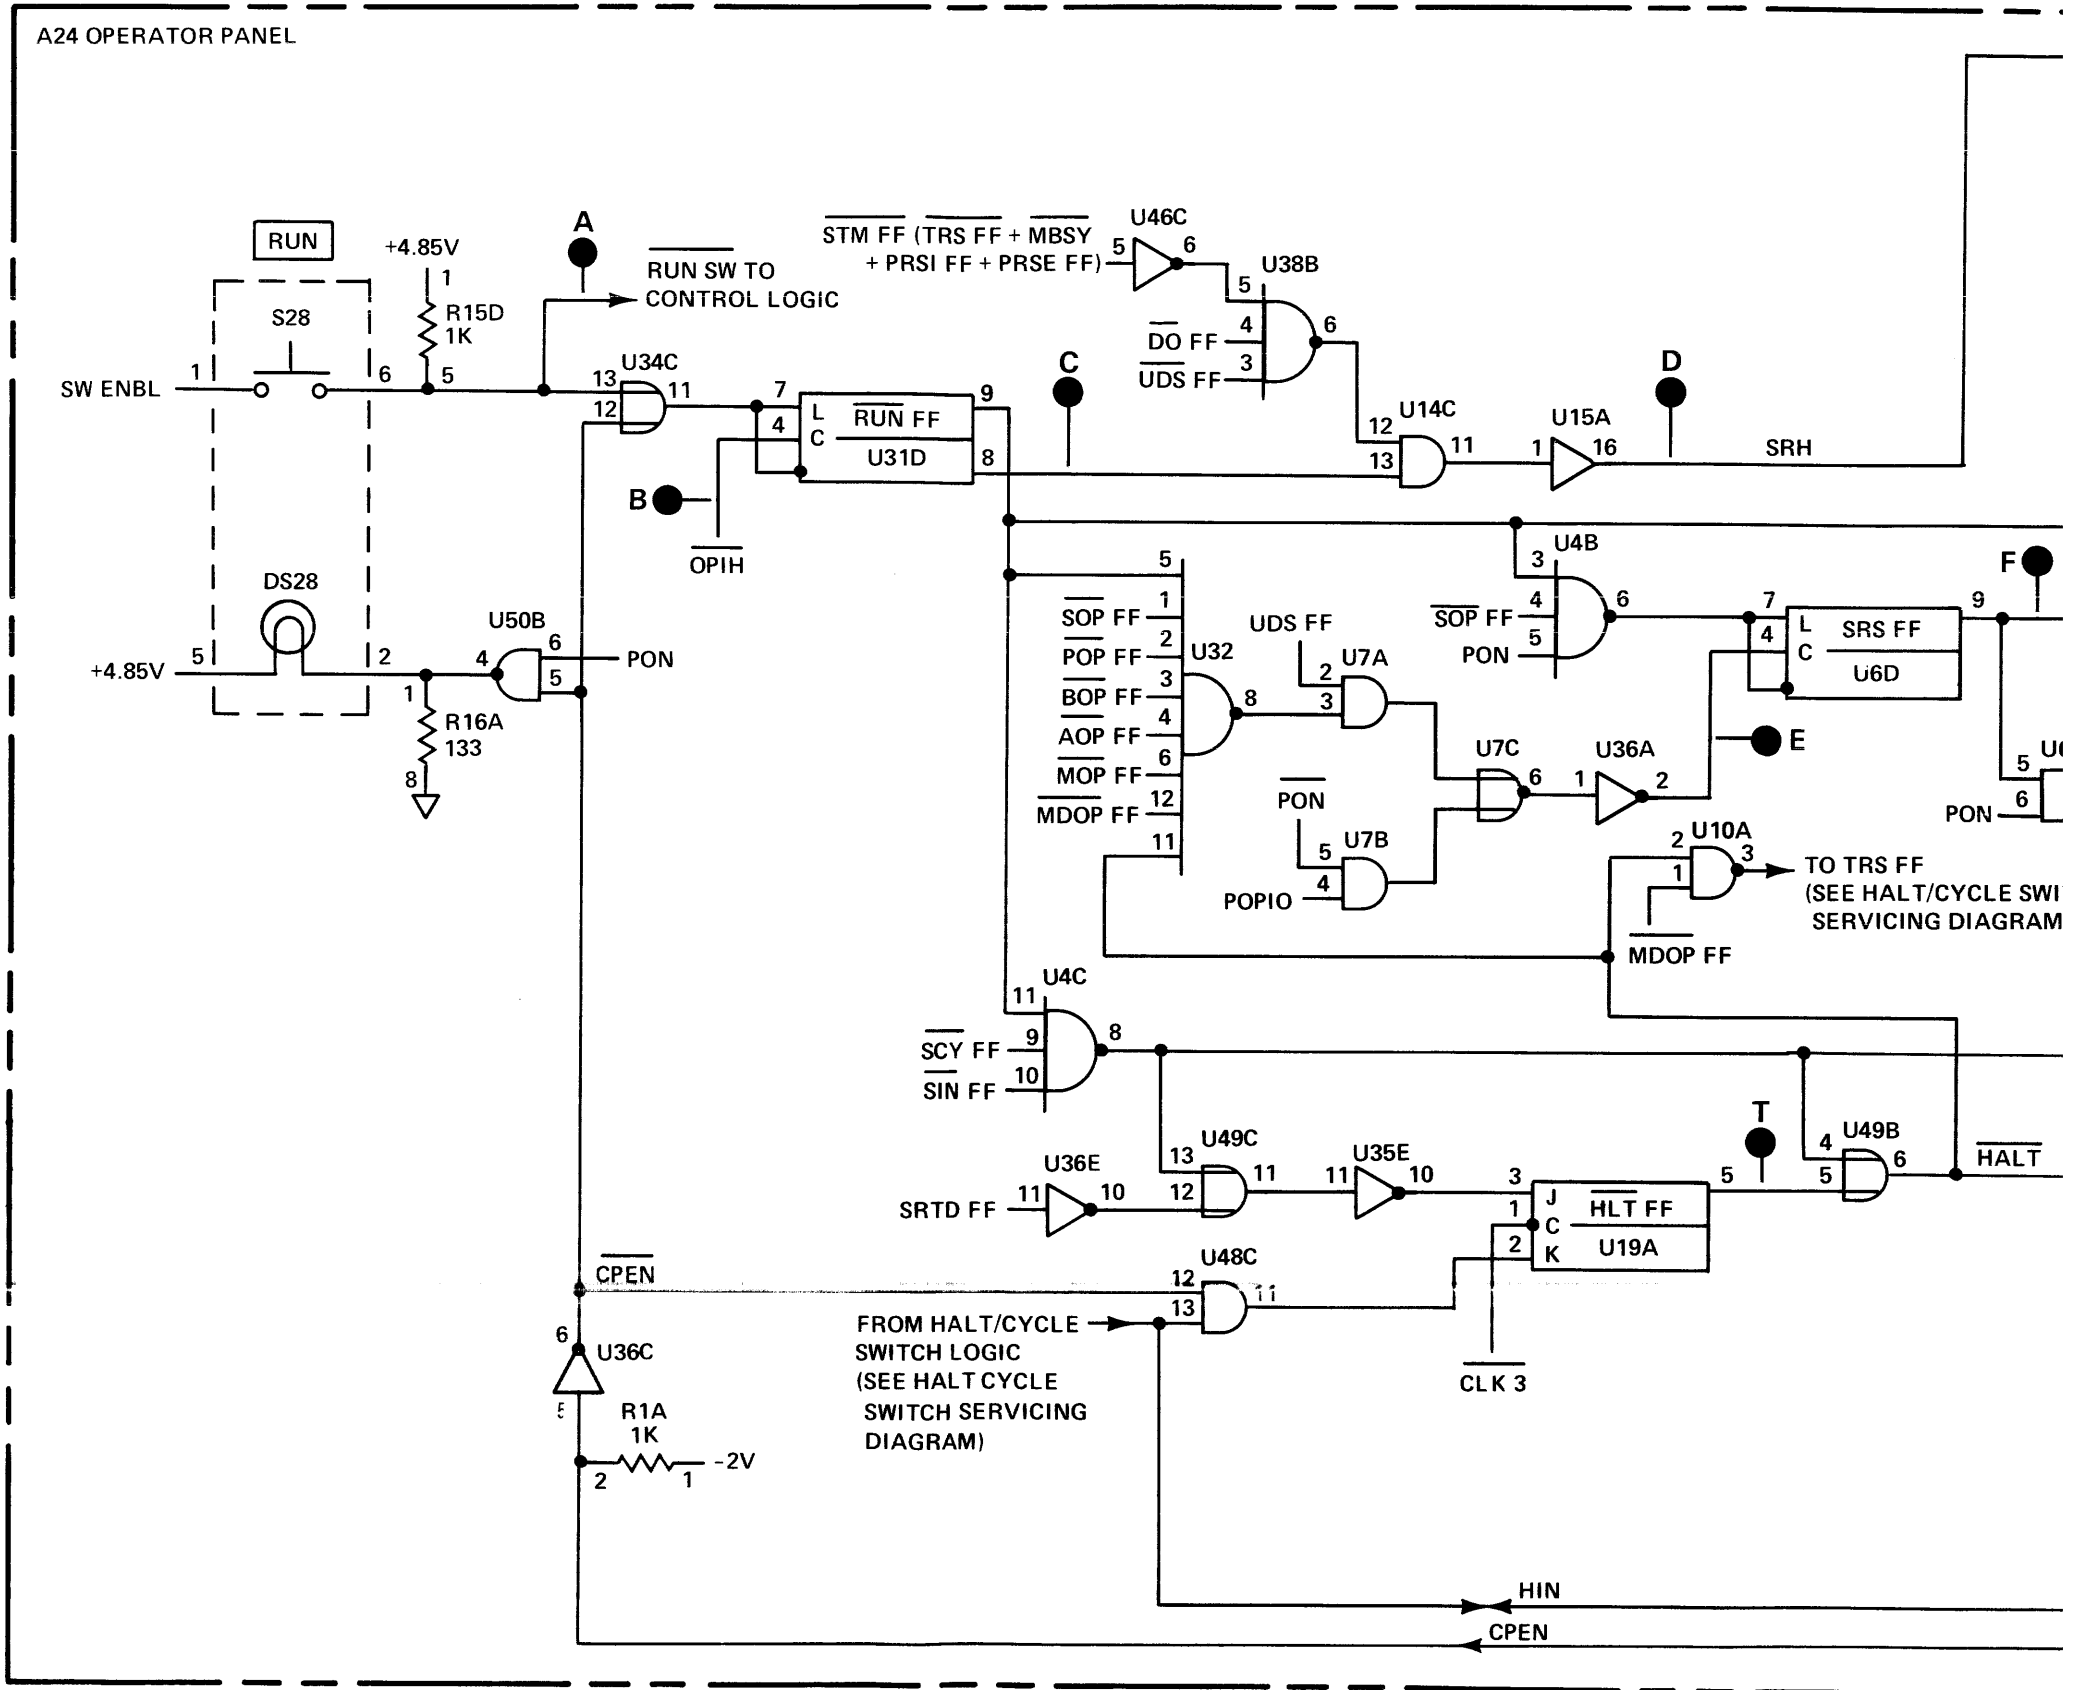 A24 OPERATOR PANEL
RUN
+4.85V
1
R15D
1K
S28
SW ENBL
1
6
5
A
RUN SW TO
CONTROL LOGIC
U34C
13
12
11
7
4
L
C
RUN FF
U31D
9
8
B
OPIH
C
STM FF (TRS FF + MBSY
+ PRSI FF + PRSE FF)
U46C
5
6
U38B
5
4
3
DO FF
UDS FF
6
U14C
12
13
11
U15A
1
16
D
SRH
DS28
+4.85V
5
2
1
R16A
133
8
U50B
4
6
5
PON
5
SOP FF
1
POP FF
2
BOP FF
3
AOP FF
4
MOP FF
6
MDOP FF
12
11
U32
8
UDS FF
U7A
2
3
PON
U7B
5
4
POPIO
U7C
6
U36A
1
2
E
U4B
3
4
5
SOP FF
PON
6
7
4
L
C
SRS FF
U6D
9
F
5
6
PON
U10A
2
1
3
TO TRS FF
(SEE HALT/CYCLE SWI
SERVICING DIAGRAM
MDOP FF
U4C
11
9
10
SCY FF
SIN FF
8
U36E
SRTD FF
11
10
U49C
13
12
11
U35E
11
10
3
1
2
J
C
K
HLT FF
U19A
5
T
U49B
4
5
6
HALT
CPEN
U48C
12
13
11
FROM HALT/CYCLE
SWITCH LOGIC
(SEE HALT CYCLE
SWITCH SERVICING
DIAGRAM)
CLK 3
6
U36C
5
R1A
1K
2
1
-2V
HIN
CPEN